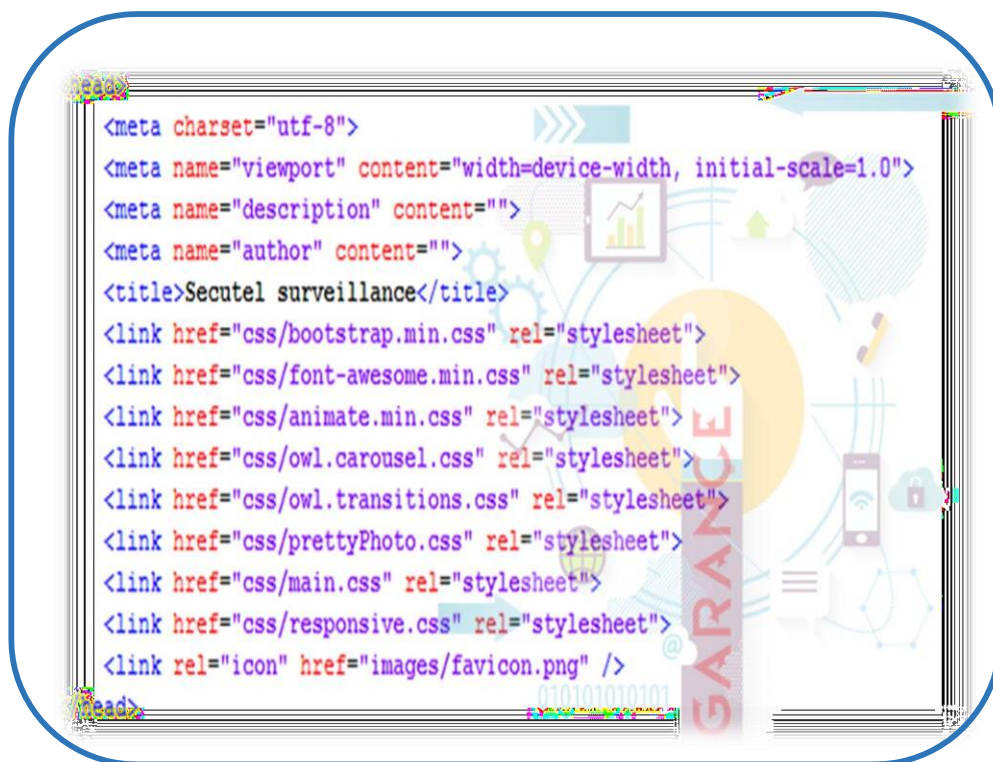 head>
<meta charset="utf-8">
<meta name="viewport" content="width=device-width, initial-scale=1.0">
<meta name="description" content="">
<meta name="author" content="">
<title>Secutel surveillance</title>
<link href="css/bootstrap.min.css" rel="stylesheet">
<link href="css/font-awesome.min.css" rel="stylesheet">
<link href="css/animate.min.css" rel="stylesheet">
<link href="css/owl.carousel.css" rel="stylesheet">
<link href="css/owl.transitions.css" rel="stylesheet">
<link href="css/prettyPhoto.css" rel="stylesheet">
<link href="css/main.css" rel="stylesheet">
<link href="css/responsive.css" rel="stylesheet">
<link rel="icon" href="images/favicon.png" />
/head>
GARANCE
@
010101010101